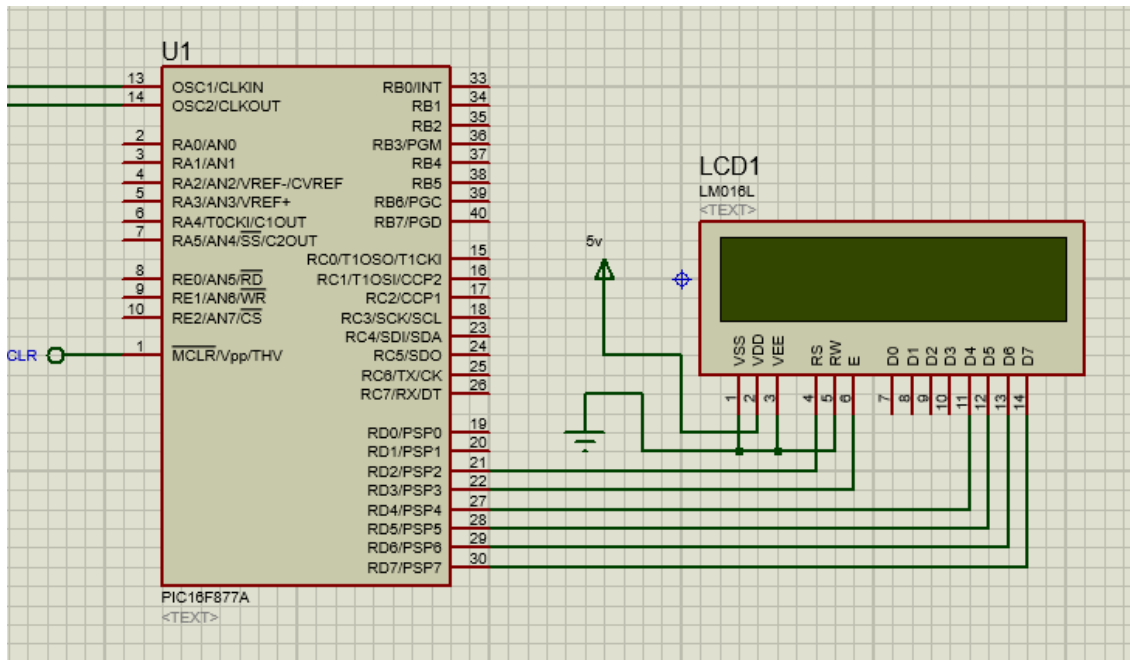 U1
13 OSC1/CLKIN RB0/INT 33
14 OSC2/CLKOUT RB1 34
RB2 35
2 RA0/AN0 RB3/PGM 36
3 RA1/AN1 RB4 37
4 RA2/AN2/VREF-/CVREF RB5 38
5 RA3/AN3/VREF+ RB6/PGC 39
6 RA4/T0CKI/C1OUT RB7/PGD 40
7 RA5/AN4/SS/C2OUT
RC0/T1OSO/T1CKI 15
8 RE0/AN5/RD RC1/T1OSI/CCP2 16
9 RE1/AN6/WR RC2/CCP1 17
10 RE2/AN7/CS RC3/SCK/SCL 18
RC4/SDI/SDA 23
CLR 1 MCLR/Vpp/THV RC5/SDO 24
RC6/TX/CK 25
RC7/RX/DT 26
RD0/PSP0 19
RD1/PSP1 20
RD2/PSP2 21
RD3/PSP3 22
RD4/PSP4 27
RD5/PSP5 28
RD6/PSP6 29
RD7/PSP7 30
PIC16F877A
<TEXT>
5v
LCD1
LM016L
<TEXT>
VSS VDD VEE RS RW E D0 D1 D2 D3 D4 D5 D6 D7
1 2 3 4 5 6 7 8 9 10 11 12 13 14